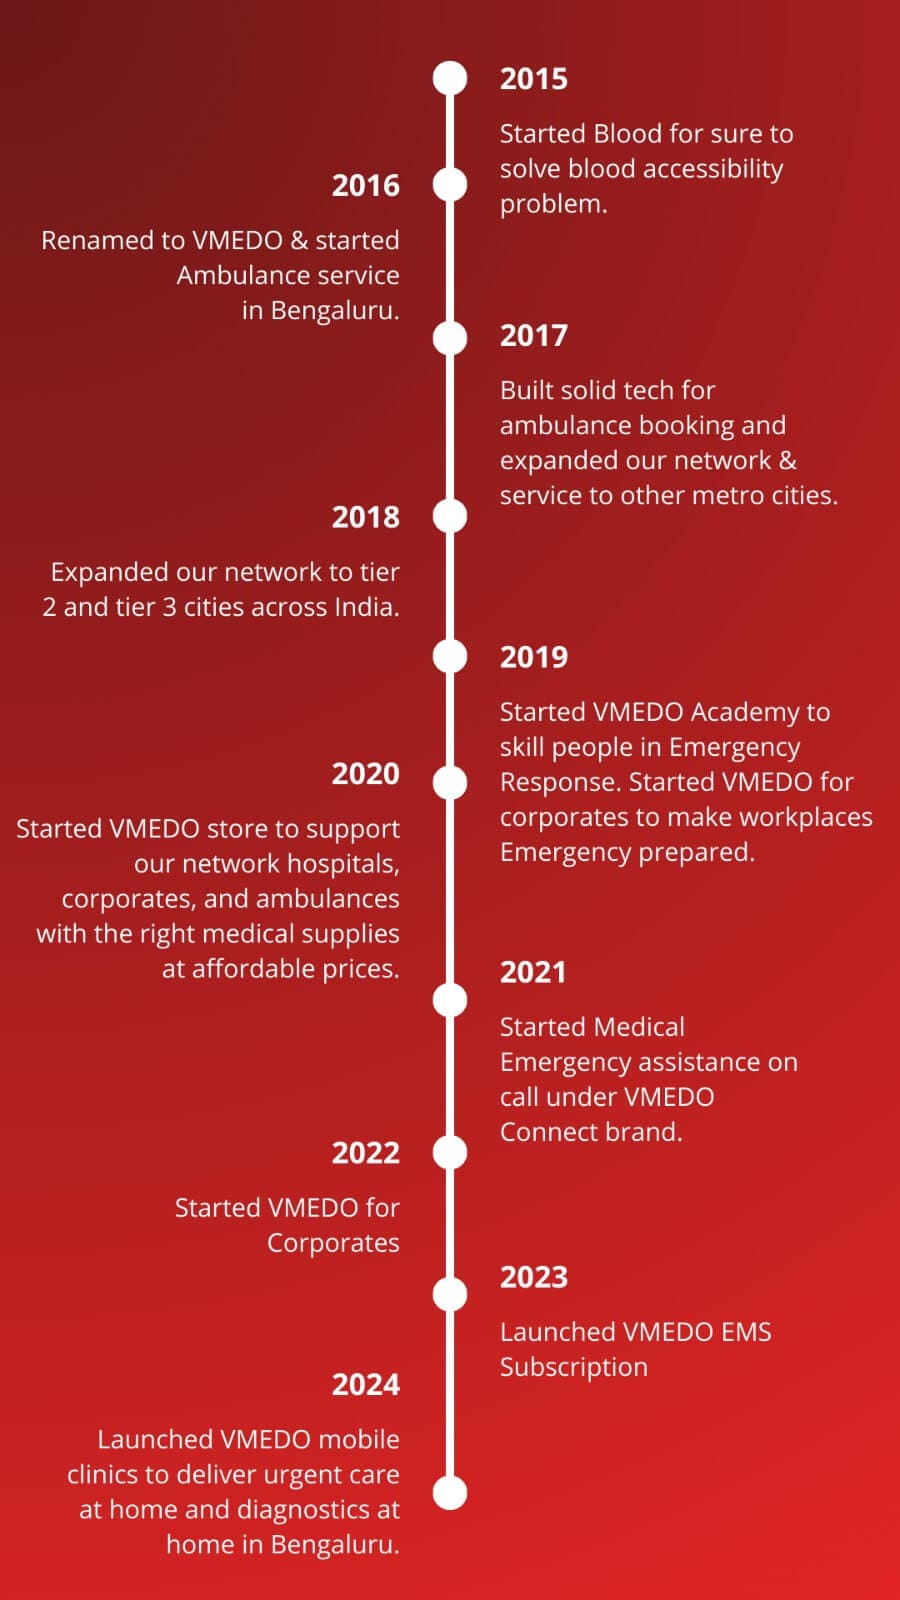 2015
Started Blood for sure to
solve blood accessibility
problem.
2016
Renamed to VMEDO & started
Ambulance service
in Bengaluru.
2017
Built solid tech for
ambulance booking and
expanded our network &
service to other metro cities.
2018
Expanded our network to tier
2 and tier 3 cities across India.
2019
Started VMEDO Academy to
skill people in Emergency
Response. Started VMEDO for
corporates to make workplaces
Emergency prepared.
2020
Started VMEDO store to support
our network hospitals,
corporates, and ambulances
with the right medical supplies
at affordable prices.
2021
Started Medical
Emergency assistance on
call under VMEDO
Connect brand.
2022
Started VMEDO for
Corporates
2023
Launched VMEDO EMS
Subscription
2024
Launched VMEDO mobile
clinics to deliver urgent care
at home and diagnostics at
home in Bengaluru.